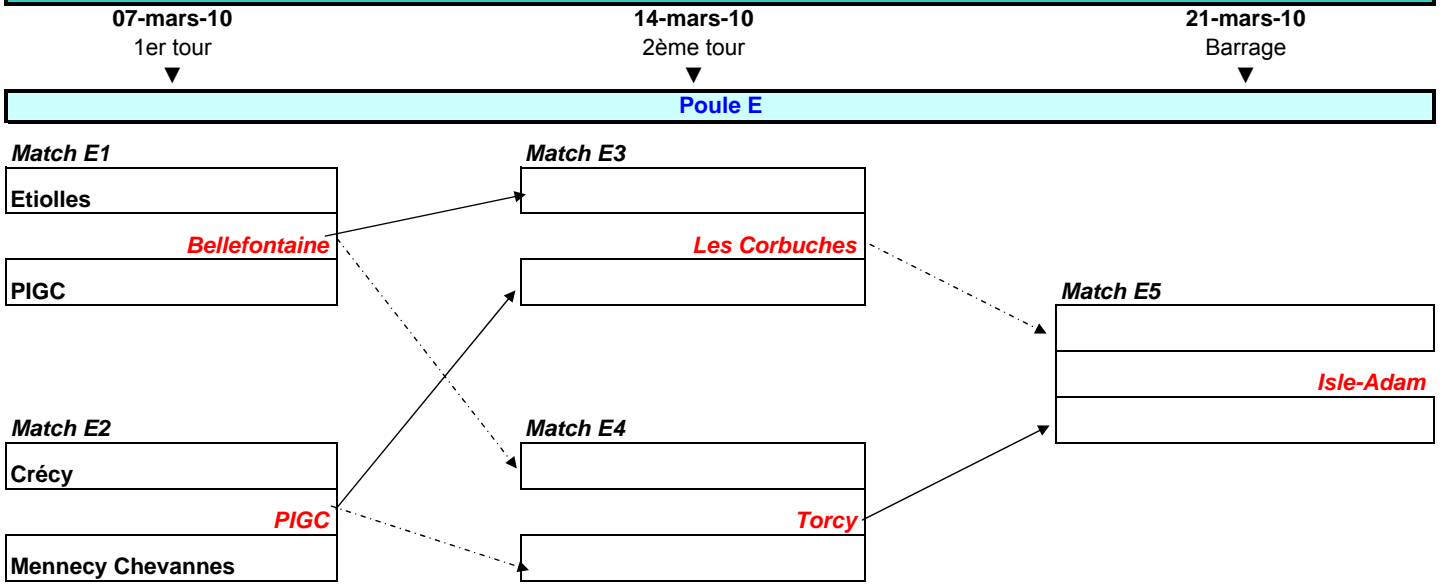 07-mars-10 14-mars-10 21-mars-10
1er tour 2ème tour Barrage
▼ ▼ ▼
Poule E
Match E1 Match E3
Etiolles
Bellefontaine Les Corbuches
PIGC Match E5
Isle-Adam
Match E2 Match E4
Crécy
PIGC Torcy
Mennecy Chevannes